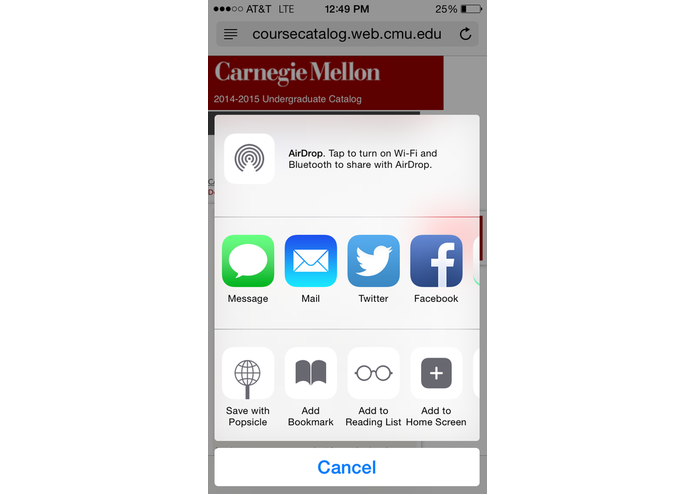 AT&T LTE 12:49 PM 25%
coursecatalog.web.cmu.edu
Carnegie Mellon
2014-2015 Undergraduate Catalog
AirDrop. Tap to turn on Wi-Fi and
Bluetooth to share with AirDrop.
Message Mail Twitter Facebook
Save with Popsicle
Add Bookmark
Add to Reading List
Add to Home Screen
Cancel